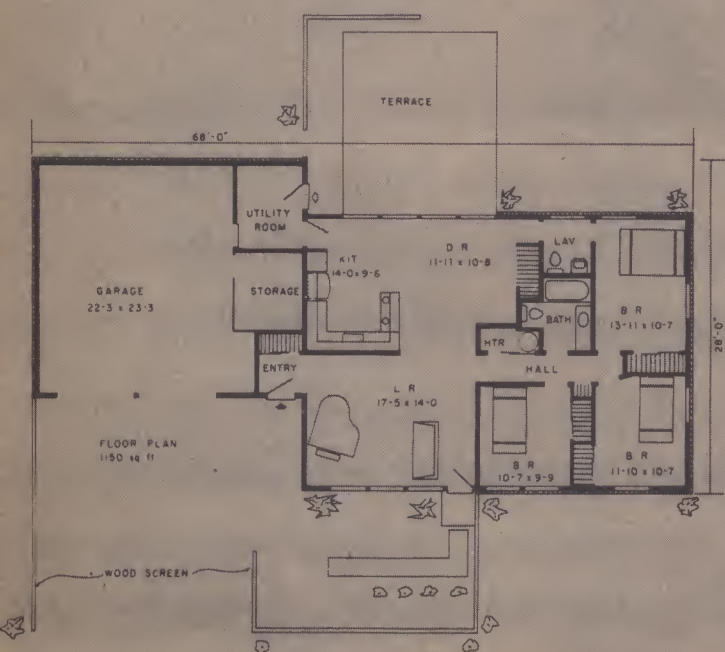 TERRACE
68'-0"
UTILITY
ROOM
LAV
D R
11-11 x 10-8
KIT
14-0 x 9-6
GARAGE
22-3 x 23-3
STORAGE
BATH
B R
13-11 x 10-7
28'-0"
HTR
ENTRY
HALL
L R
17-5 x 14-0
FLOOR PLAN
1150 sq ft
B R
10-7 x 9-9
B R
11-10 x 10-7
WOOD SCREEN